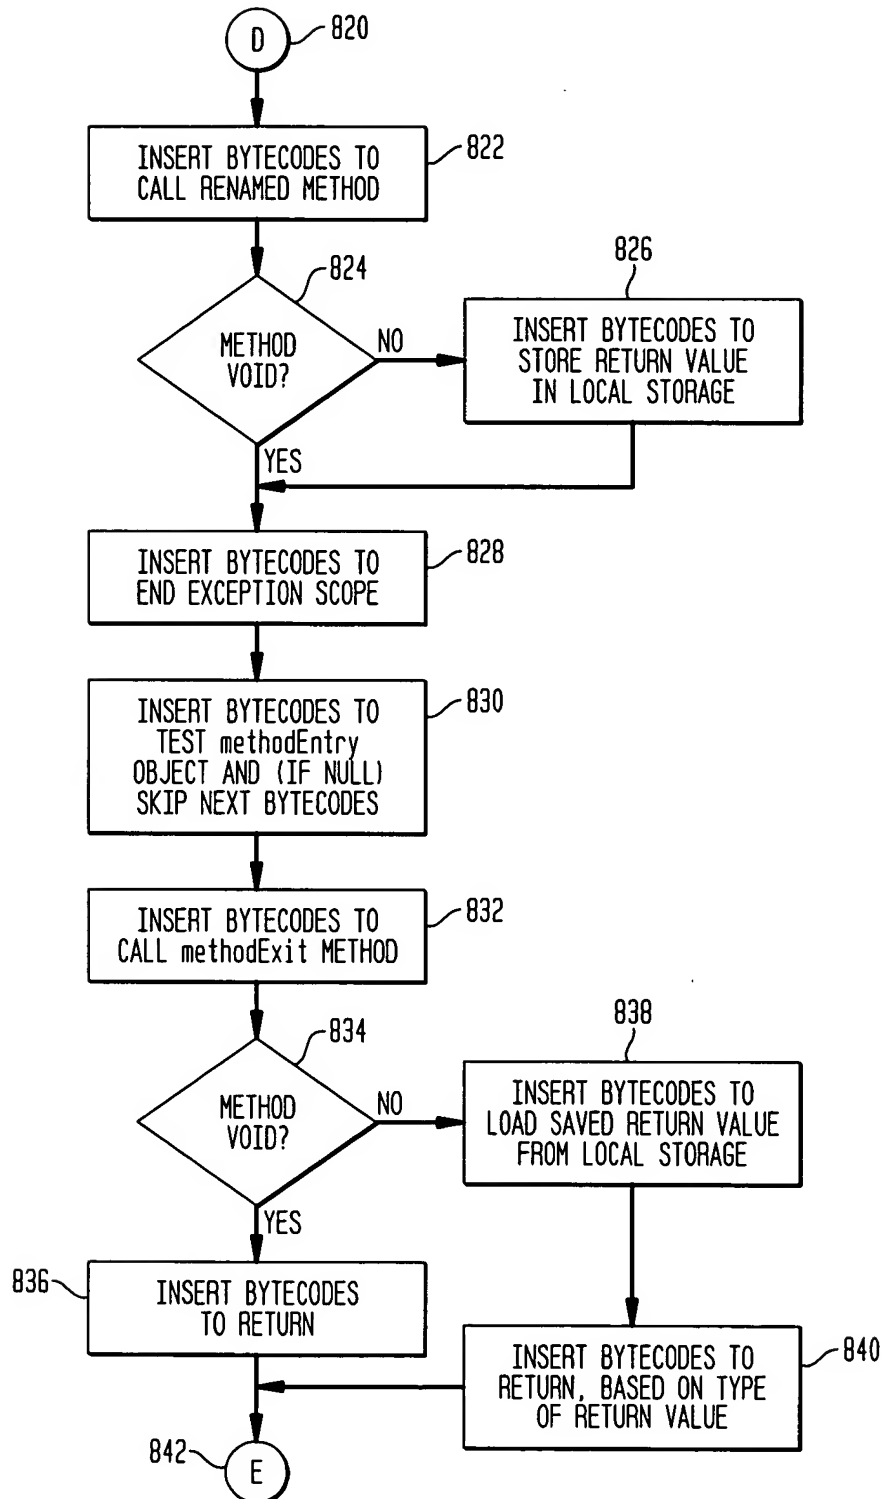 D
820
INSERT BYTECODES TO
CALL RENAMED METHOD
822
824
METHOD
VOID?
NO
YES
826
INSERT BYTECODES TO
STORE RETURN VALUE
IN LOCAL STORAGE
INSERT BYTECODES TO
END EXCEPTION SCOPE
828
INSERT BYTECODES TO
TEST methodEntry
OBJECT AND (IF NULL)
SKIP NEXT BYTECODES
830
INSERT BYTECODES TO
CALL methodExit METHOD
832
834
METHOD
VOID?
NO
YES
838
INSERT BYTECODES TO
LOAD SAVED RETURN VALUE
FROM LOCAL STORAGE
836
INSERT BYTECODES
TO RETURN
INSERT BYTECODES TO
RETURN, BASED ON TYPE
OF RETURN VALUE
840
842
E